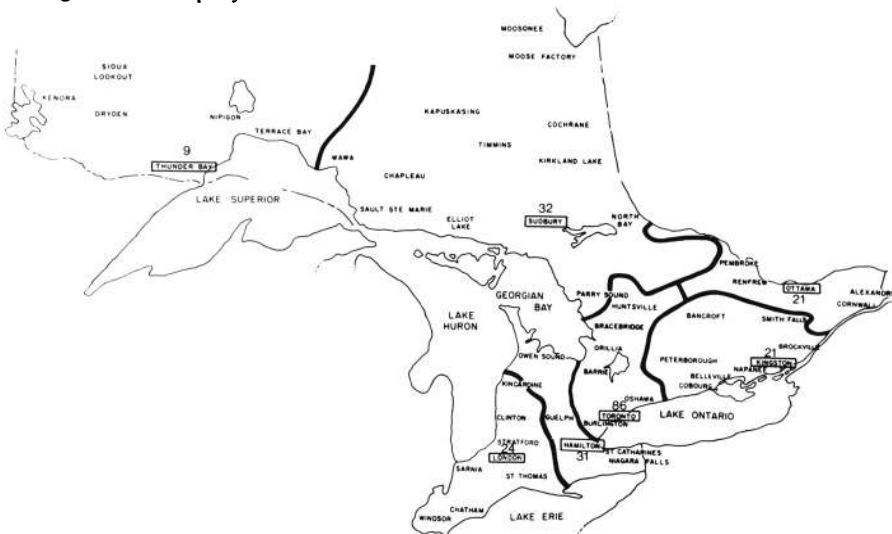 MOOSONEE
MOOSE FACTORY
SIOUX
LOOKOUT
KENORA
DRYDEN
NIPIGON
TERRACE BAY
KAPUSKASING
COCHRANE
TIMMINS
KIRKLAND LAKE
9
THUNDER BAY
WAWA
CHAPLEAU
LAKE SUPERIOR
SAULT STE MARIE
ELLIOT
LAKE
32
SUDBURY
NORTH
BAY
PEMBROKE
RENFREW
OTTAWA
21
ALEXANDRI
CORNWALL
GEORGIAN
BAY
PARRY SOUND
HUNTSVILLE
BANCROFT
SMITH FALLS
LAKE
HURON
BRACEBRIDGE
ORILLIA
OWEN SOUND
BARRIE
PETERBOROUGH
BROCKVILLE
21
KINGSTON
NAPANEE
BELLEVILLE
COBOURG
KINCARDINE
OSHAWA
86
TORONTO
LAKE ONTARIO
CLINTON
GUELPH
BURLINGTON
STRATFORD
24
LONDON
HAMILTON
31
ST CATHARINES
NIAGARA FALLS
SARNIA
ST THOMAS
CHATHAM
WINDSOR
LAKE ERIE